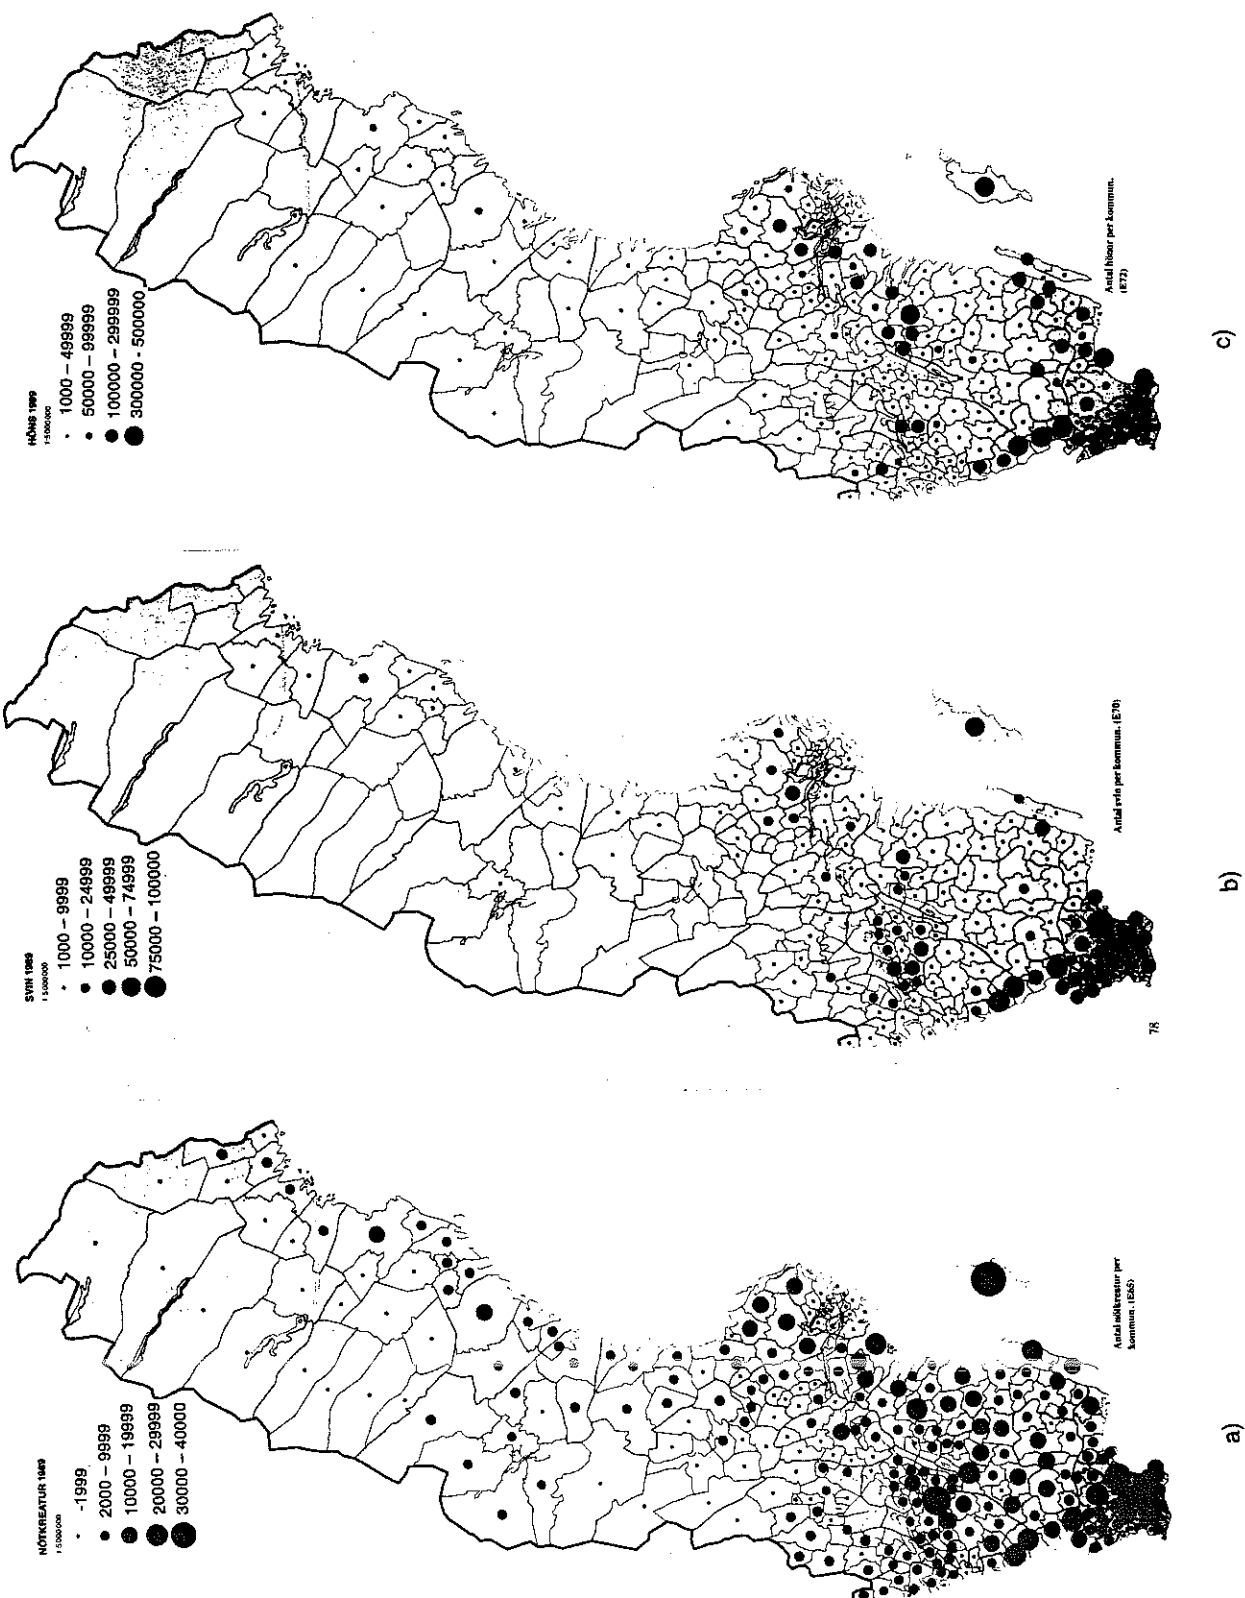 NÖTKREATUR 1989
1:5000000
-1999
2000 – 9999
10000 – 19999
20000 – 29999
30000 – 40000
Antal nötkreatur per
kommun. (E65)
a)
SVIN 1989
1:5000000
1000 – 9999
10000 – 24999
25000 – 49999
50000 – 74999
75000 – 100000
Antal svin per kommun. (E70)
78
b)
HÖNS 1989
1:5000000
1000 – 49999
50000 – 99999
100000 – 299999
300000 - 500000
Antal hönor per kommun.
(E72)
c)